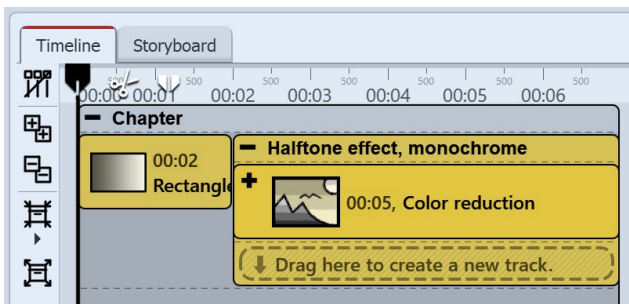 Timeline Storyboard
500 500 500 500 500 500 500
00:00 00:01 00:02 00:03 00:04 00:05 00:06
Chapter
00:02
Rectangle
Halftone effect, monochrome
00:05, Color reduction
Drag here to create a new track.